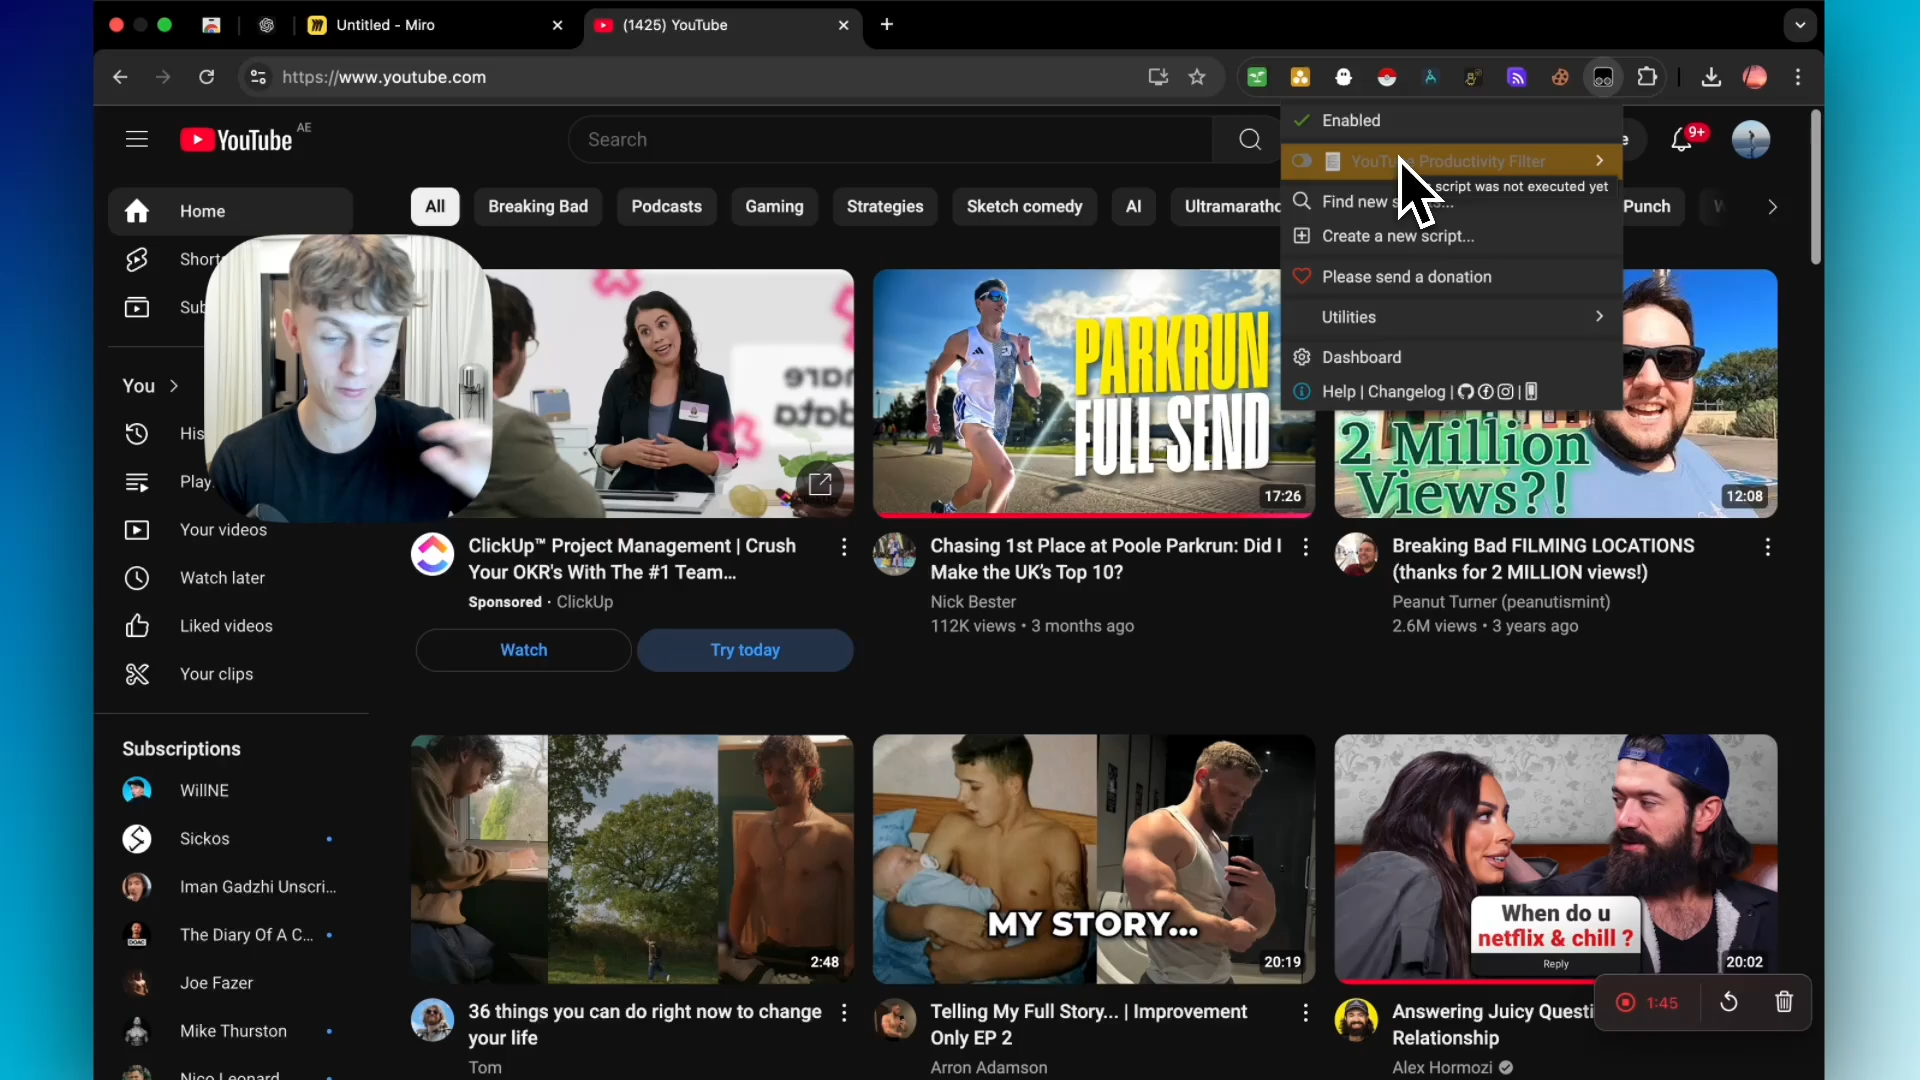 Untitled - Miro
(1425) YouTube
https://www.youtube.com
YouTube AE
Search
9+
Enabled
YouTube Productivity Filter
script was not executed yet
Create a new script...
Please send a donation
Utilities
Dashboard
Help | Changelog |
All
Breaking Bad
Podcasts
Gaming
Strategies
Sketch comedy
AI
Punch
Home
You
Your videos
Watch later
Liked videos
Your clips
Subscriptions
WillNE
Sickos
Iman Gadzhi Unscri...
The Diary Of A C...
Joe Fazer
Mike Thurston
PARKRUN
FULL SEND
17:26
2 Million
Views?!
12:08
ClickUp™ Project Management | Crush
Your OKR's With The #1 Team...
Sponsored · ClickUp
Watch
Try today
Chasing 1st Place at Poole Parkrun: Did I
Make the UK's Top 10?
Nick Bester
112K views • 3 months ago
Breaking Bad FILMING LOCATIONS
(thanks for 2 MILLION views!)
Peanut Turner (peanutismint)
2.6M views • 3 years ago
2:48
MY STORY...
20:19
When do u
netflix & chill ?
Reply
20:02
36 things you can do right now to change
your life
Tom
Telling My Full Story... | Improvement
Only EP 2
Arron Adamson
Answering Juicy
Relationship
Alex Hormozi
1:45